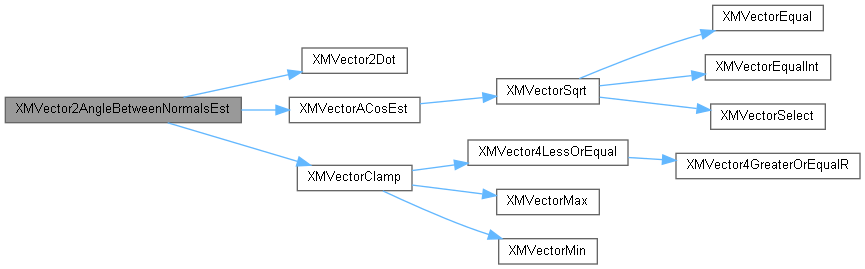 XMVector2AngleBetweenNormalsEst
XMVector2Dot
XMVectorACosEst
XMVectorClamp
XMVectorSqrt
XMVector4LessOrEqual
XMVectorMax
XMVectorMin
XMVectorEqual
XMVectorEqualInt
XMVectorSelect
XMVector4GreaterOrEqualR